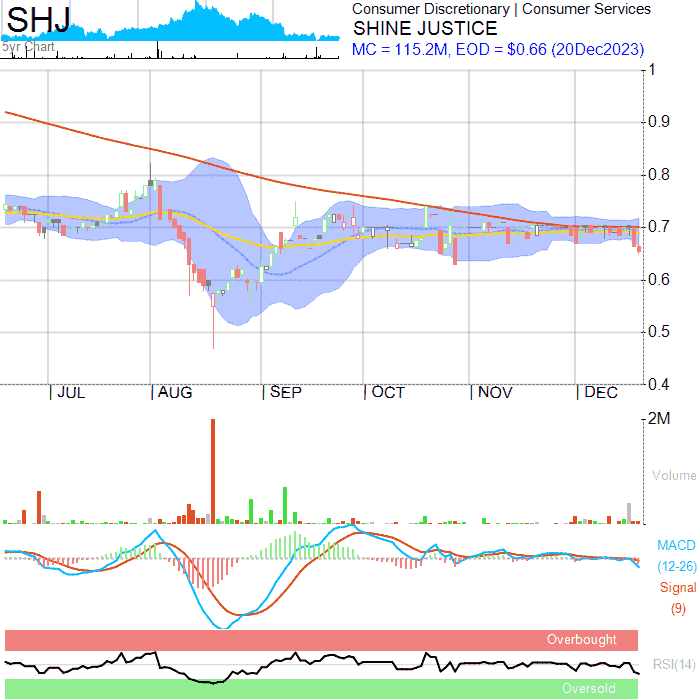 SHJ
Consumer Discretionary | Consumer Services
SHINE JUSTICE
MC = 115.2M, EOD = $0.66 (20Dec2023)
5yr Chart
1
0.9
0.8
0.7
0.6
0.5
0.4
JUL AUG SEP OCT NOV DEC
2M
Volume
MACD
(12-26)
Signal
(9)
Overbought
RSI(14)
Oversold